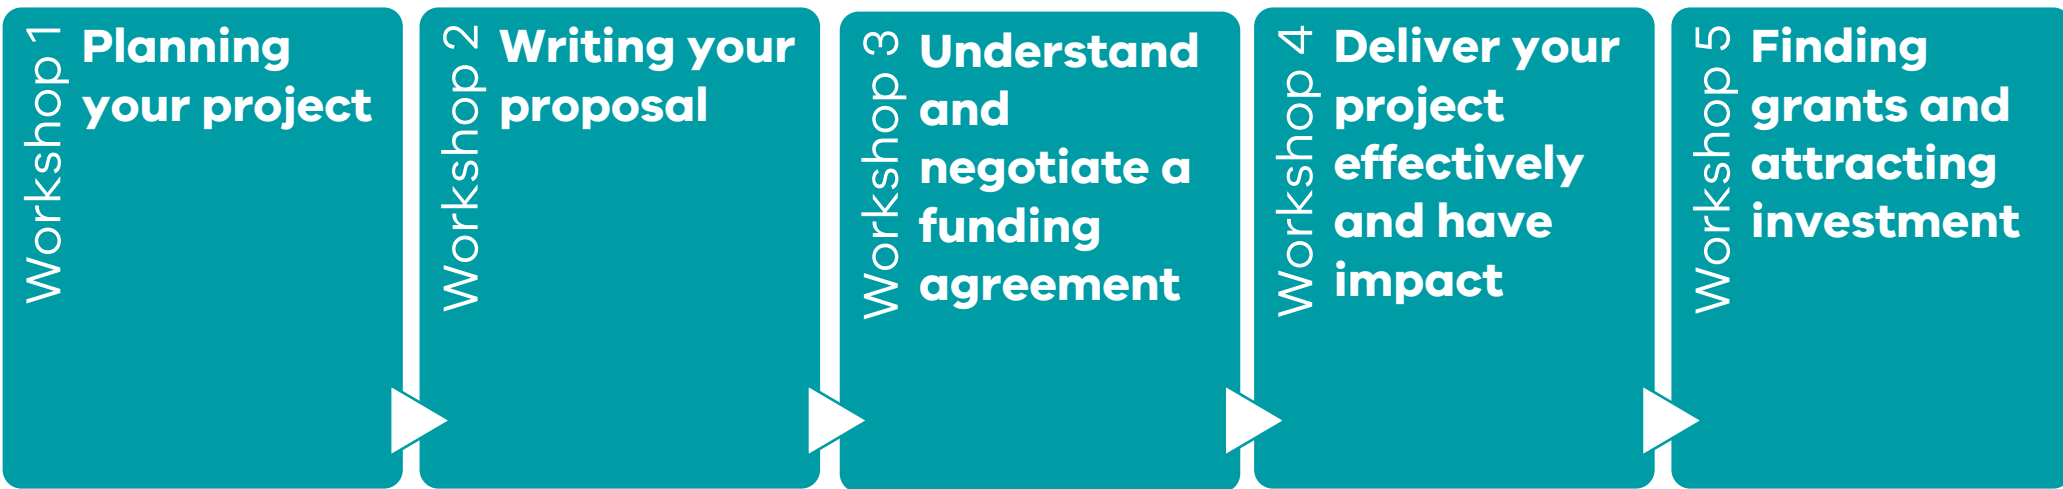 Workshop 1
Planning
your project
Workshop 2
Writing your
proposal
Workshop 3
Understand
and
negotiate a
funding
agreement
Workshop 4
Deliver your
project
effectively
and have
impact
Workshop 5
Finding
grants and
attracting
investment